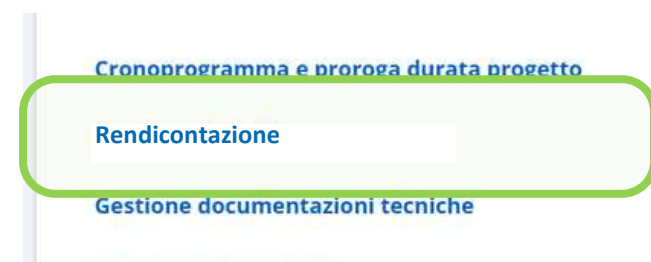 Cronoprogramma e proroga durata progetto
Rendicontazione
Gestione documentazioni tecniche